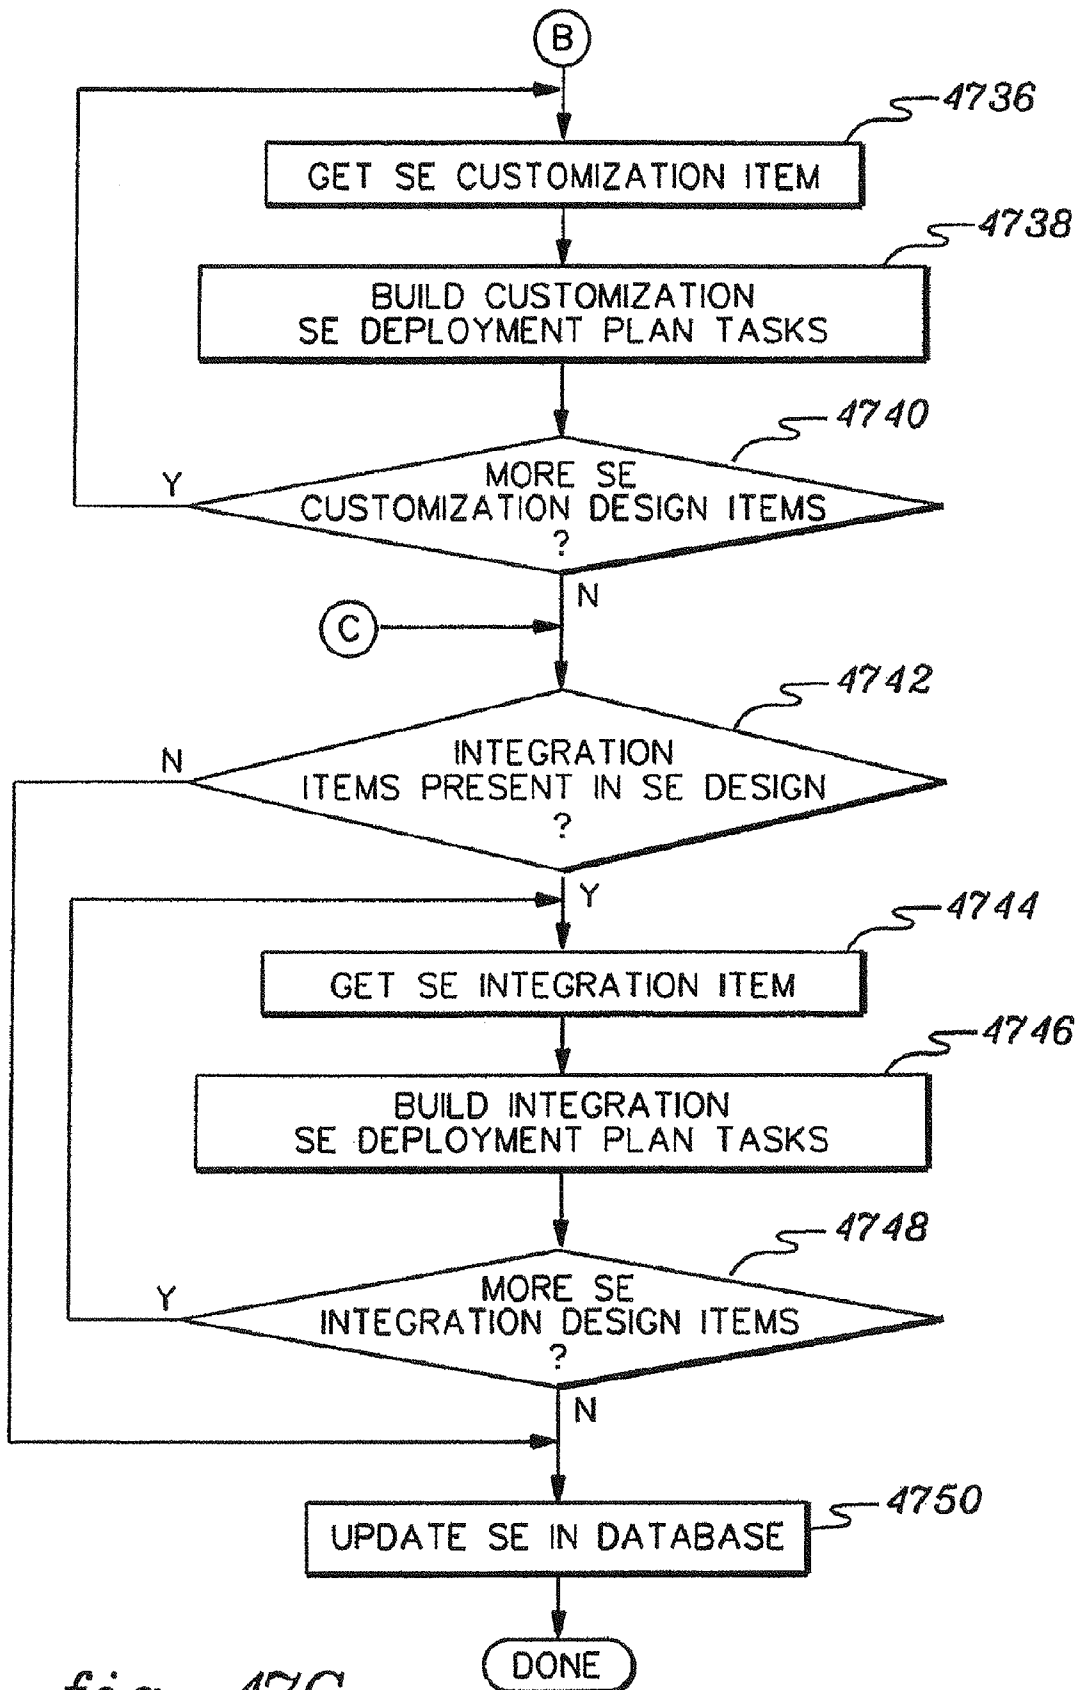 B
4736
GET SE CUSTOMIZATION ITEM
4738
BUILD CUSTOMIZATION
SE DEPLOYMENT PLAN TASKS
4740
MORE SE
CUSTOMIZATION DESIGN ITEMS
?
Y
N
C
4742
INTEGRATION
ITEMS PRESENT IN SE DESIGN
?
N
Y
4744
GET SE INTEGRATION ITEM
4746
BUILD INTEGRATION
SE DEPLOYMENT PLAN TASKS
4748
MORE SE
INTEGRATION DESIGN ITEMS
?
Y
N
4750
UPDATE SE IN DATABASE
DONE
fig. 47C